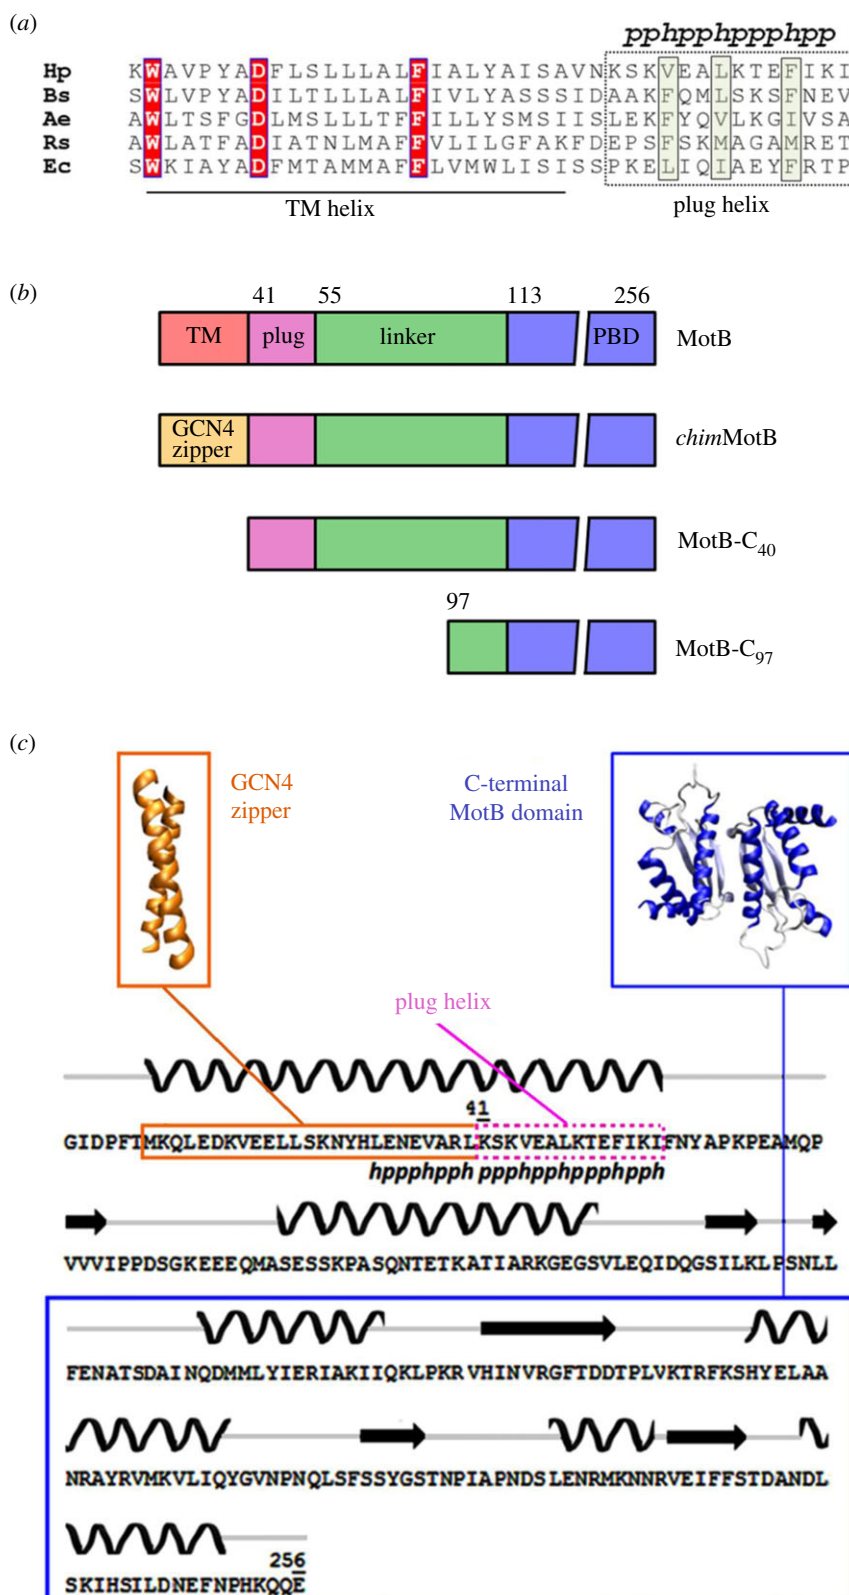 (a)
pphpphppphpp
Hp KWAVPYADFLSLLLALFIALYAISAVNKSKVEALKTEFIKI
Bs SWLVPYADILTLLLALFIVLYASSSIDAAKFQMLSKSFNEV
Ae AWLTSFGDLMSLLLTFFILLYSMSIISLEKFYQVLKGIVSA
Rs AWLATFADIATNLMAFFVLILGFAKFDEPSFSKMAGAMRET
Ec SWKIAYADFMTAMMAFFLVMWLISISSPKELIQIAEYFRTP
TM helix plug helix
(b)
41 55 113 256
TM plug linker PBD MotB
GCN4 zipper chimMotB
MotB-C40
97
MotB-C97
(c)
GCN4 zipper
C-terminal MotB domain
plug helix
41
GIDPFTMKQLEDKVEELLSKNYHLENEVARLKSKVEALKTEFIKIFNYAPKPEAMQP
hppphpph ppphpphppphpph
VVVIPPDSGKEEEQMASESSKPASQNTETKATIARKGEGSVLEQIDQGSILKLPSNLL
FENATSDAINQDMMLYIERIAKIIQKLPKRVHINVRGFTDDTPLVKTRFKSHYELAA
NRAYRVMKVLIQYGVNPNQLSFSSYGSTNPIAPNDSLENRMKNNRVEIFFSTDANDL
256
SKIHSILDNEFNPHKQQE